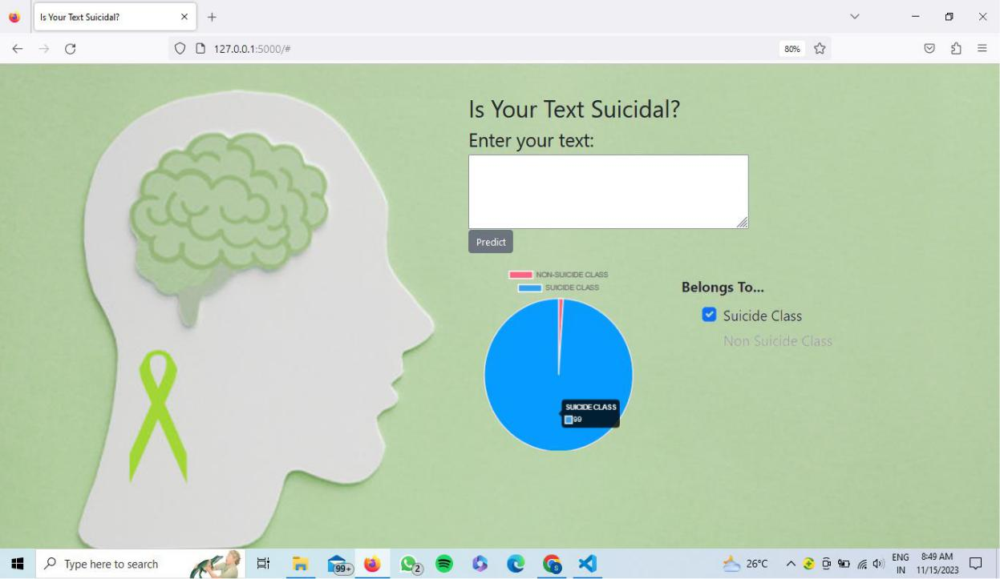 Is Your Text Suicidal?
127.0.0.1:5000/#
80%
Is Your Text Suicidal?
Enter your text:
Predict
NON-SUICIDE CLASS
SUICIDE CLASS
SUICIDE CLASS
99
Belongs To...
Suicide Class
Non Suicide Class
Type here to search
99+
2
S
26°C
ENG
IN
8:49 AM
11/15/2023